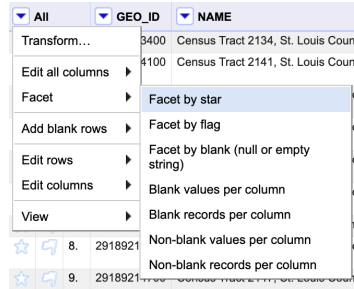 All GEO_ID NAME
Transform… 3400 Census Tract 2134, St. Louis Coun
4100 Census Tract 2141, St. Louis Coun
Edit all columns
Facet
Facet by star
Facet by flag
Add blank rows
Facet by blank (null or empty
string)
Edit rows
Blank values per column
Edit columns
Blank records per column
View
Non-blank values per column
8. 2918921
Non-blank records per column
9.